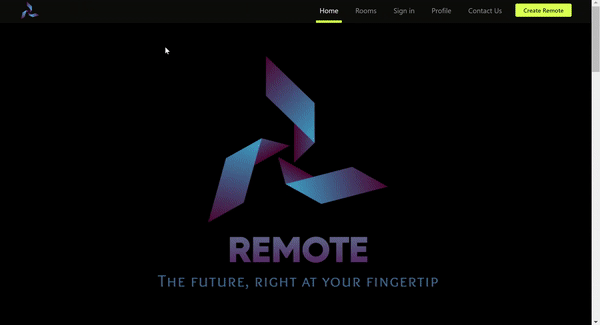 Home Rooms Sign in Profile Contact Us Create Remote
REMOTE
The future, right at your fingertip